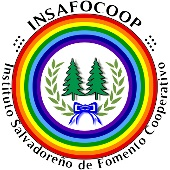 .:: INSAFOCOOP ::.
Instituto Salvadoreño de Fomento Cooperativo